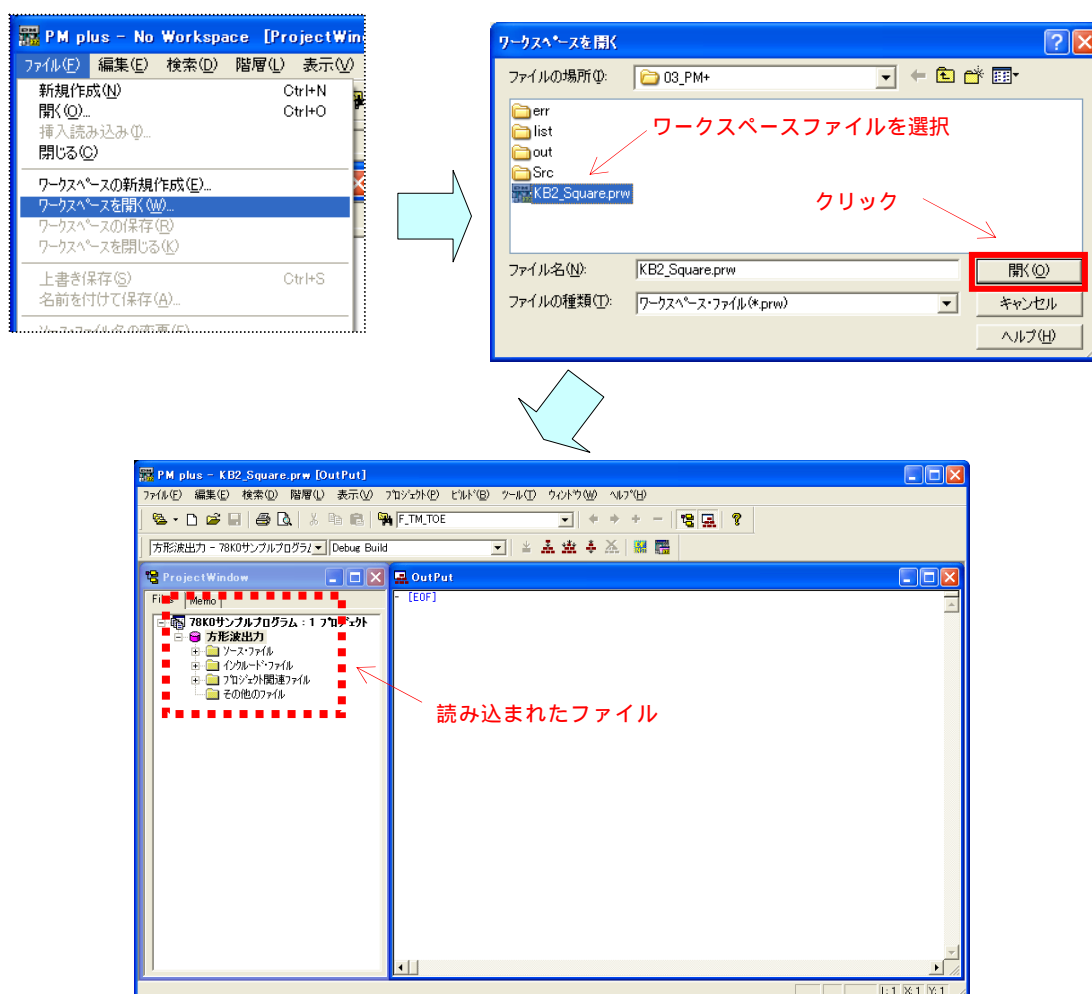 PM plus - No Workspace [ProjectWin
ファイル(F) 編集(E) 検索(D) 階層(L) 表示(V)
新規作成(N) Ctrl+N
開く(O)... Ctrl+O
挿入読み込み(I)...
閉じる(C)
ワークスペースの新規作成(E)...
ワークスペースを開く(W)...
ワークスペースの保存(R)
ワークスペースを閉じる(K)
上書き保存(S) Ctrl+S
名前を付けて保存(A)...
ワークスペースを開く
ファイルの場所(I): 03_PM+
err
list
out
Src
KB2_Square.prw
ワークスペースファイルを選択
クリック
ファイル名(N): KB2_Square.prw 開く(O)
ファイルの種類(T): ワークスペース・ファイル(*.prw) キャンセル
ヘルプ(H)
PM plus - KB2_Square.prw [OutPut]
ファイル(F) 編集(E) 検索(D) 階層(L) 表示(V) プロジェクト(P) ビルド(B) ツール(T) ウィンドウ(W) ヘルプ(H)
F_TM_TOE
方形波出力 - 78K0サンプルプログラ Debug Build
ProjectWindow
Files Memo
78K0サンプルプログラム : 1 プロジェクト
方形波出力
ソース・ファイル
インクルード・ファイル
プロジェクト関連ファイル
その他のファイル
OutPut
- [EOF]
読み込まれたファイル
L:1 X:1 Y:1